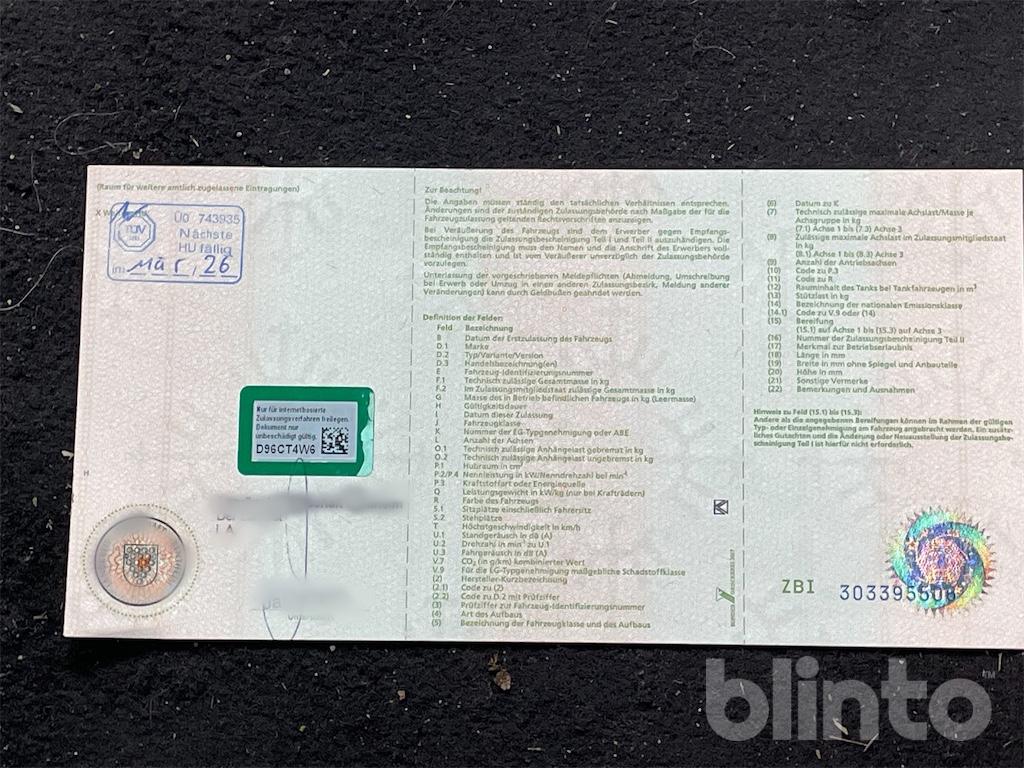 (Raum für weitere amtlich zugelassene Eintragungen)
X
TÜV
Ü0 743935
Nächste
HU fällig
im Mär, 26
Nur für internetbasierte
Zulassungsverfahren freilegen.
Dokument nur
unbeschädigt gültig.
D96CT4W6
H
I A
Zur Beachtung!
Die Angaben müssen ständig den tatsächlichen Verhältnissen entsprechen.
Änderungen sind der zuständigen Zulassungsbehörde nach Maßgabe der für die
Fahrzeugzulassung geltenden Rechtsvorschriften anzuzeigen.
Bei Veräußerung des Fahrzeugs sind dem Erwerber gegen Empfangs-
bescheinigung die Zulassungsbescheinigung Teil I und Teil II auszuhändigen. Die
Empfangsbescheinigung muss den Namen und die Anschrift des Erwerbers voll-
ständig enthalten und ist vom Veräußerer unverzüglich der Zulassungsbehörde
vorzulegen.
Unterlassung der vorgeschriebenen Meldepflichten (Abmeldung, Umschreibung
bei Erwerb oder Umzug in einen anderen Zulassungsbezirk, Meldung anderer
Veränderungen) kann durch Geldbußen geahndet werden.
Definition der Felder:
Feld Bezeichnung
B Datum der Erstzulassung des Fahrzeugs
D.1 Marke
D.2 Typ/Variante/Version
D.3 Handelsbezeichnung(en)
E Fahrzeug-Identifizierungsnummer
F.1 Technisch zulässige Gesamtmasse in kg
F.2 Im Zulassungsmitgliedstaat zulässige Gesamtmasse in kg
G Masse des in Betrieb befindlichen Fahrzeugs in kg (Leermasse)
H Gültigkeitsdauer
I Datum dieser Zulassung
J Fahrzeugklasse
K Nummer der EG-Typgenehmigung oder ABE
L Anzahl der Achsen
O.1 Technisch zulässige Anhängelast gebremst in kg
O.2 Technisch zulässige Anhängelast ungebremst in kg
P.1 Hubraum in cm³
P.2/P.4 Nennleistung in kW/Nenndrehzahl bei min⁻¹
P.3 Kraftstoffart oder Energiequelle
Q Leistungsgewicht in kW/kg (nur bei Krafträdern)
R Farbe des Fahrzeugs
S.1 Sitzplätze einschließlich Fahrersitz
S.2 Stehplätze
T Höchstgeschwindigkeit in km/h
U.1 Standgeräusch in dB (A)
U.2 Drehzahl in min⁻¹ zu U.1
U.3 Fahrgeräusch in dB (A)
V.7 CO₂ (in g/km) kombinierter Wert
V.9 Für die EG-Typgenehmigung maßgebliche Schadstoffklasse
(2) Hersteller-Kurzbezeichnung
(2.1) Code zu (2)
(2.2) Code zu D.2 mit Prüfziffer
(3) Prüfziffer zur Fahrzeug-Identifizierungsnummer
(4) Art des Aufbaus
(5) Bezeichnung der Fahrzeugklasse und des Aufbaus
(6) Datum zu K
(7) Technisch zulässige maximale Achslast/Masse je
Achsgruppe in kg
(7.1) Achse 1 bis (7.3) Achse 3
(8) Zulässige maximale Achslast im Zulassungsmitgliedstaat
in kg
(8.1) Achse 1 bis (8.3) Achse 3
(9) Anzahl der Antriebsachsen
(10) Code zu P.3
(11) Code zu R
(12) Rauminhalt des Tanks bei Tankfahrzeugen in m³
(13) Stützlast in kg
(14) Bezeichnung der nationalen Emissionsklasse
(14.1) Code zu V.9 oder (14)
(15) Bereifung
(15.1) auf Achse 1 bis (15.3) auf Achse 3
(16) Nummer der Zulassungsbescheinigung Teil II
(17) Merkmal zur Betriebserlaubnis
(18) Länge in mm
(19) Breite in mm ohne Spiegel und Anbauteile
(20) Höhe in mm
(21) Sonstige Vermerke
(22) Bemerkungen und Ausnahmen
Hinweis zu Feld (15.1) bis (15.3):
Andere als die angegebenen Bereifungen können im Rahmen der gültigen
Typ- oder Einzelgenehmigung am Fahrzeug angebracht werden. Ein zusätz-
liches Gutachten und die Änderung oder Neuausstellung der Zulassungsbe-
scheinigung Teil I ist hierfür nicht erforderlich.
ZBI 303395508
blinto™